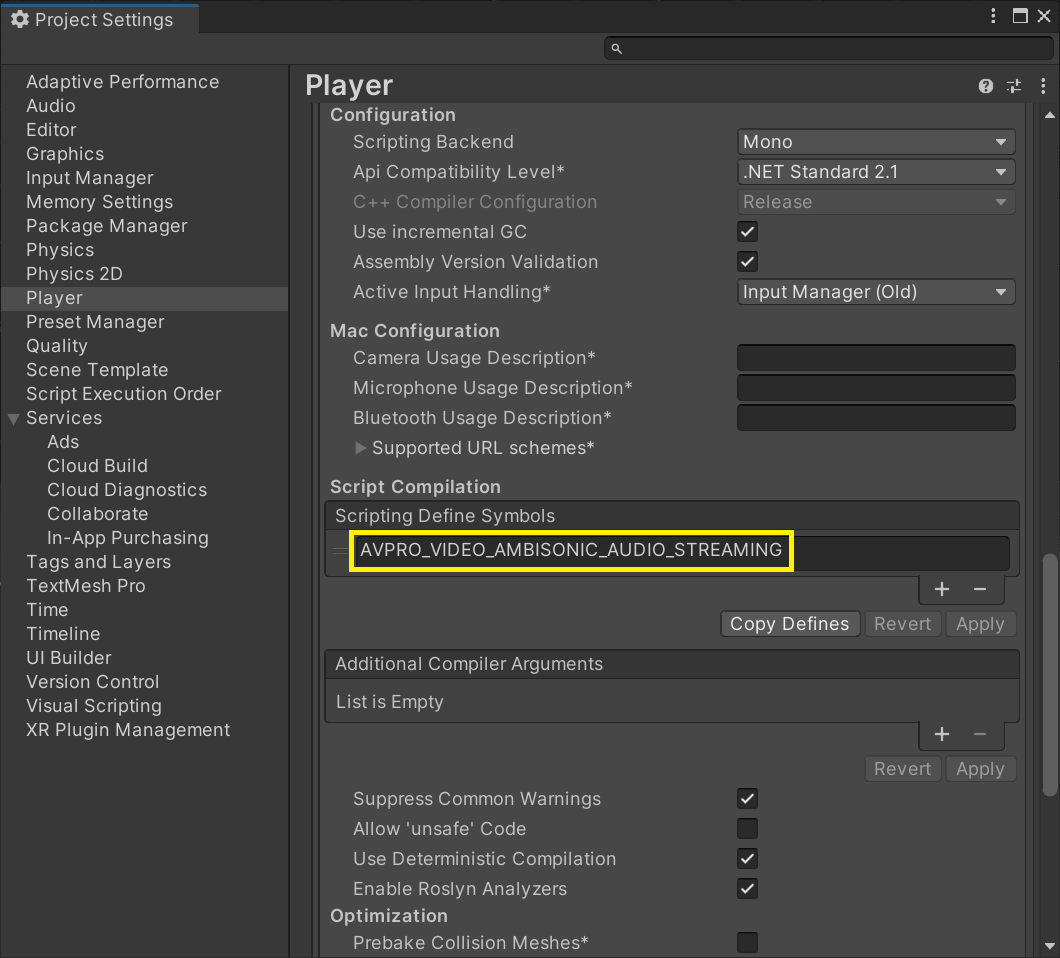 Project Settings
Adaptive Performance
Audio
Editor
Graphics
Input Manager
Memory Settings
Package Manager
Physics
Physics 2D
Player
Preset Manager
Quality
Scene Template
Script Execution Order
Services
Ads
Cloud Build
Cloud Diagnostics
Collaborate
In-App Purchasing
Tags and Layers
TextMesh Pro
Time
Timeline
UI Builder
Version Control
Visual Scripting
XR Plugin Management
Player
Configuration
Scripting Backend Mono
Api Compatibility Level* .NET Standard 2.1
C++ Compiler Configuration Release
Use incremental GC
Assembly Version Validation
Active Input Handling* Input Manager (Old)
Mac Configuration
Camera Usage Description*
Microphone Usage Description*
Bluetooth Usage Description*
Supported URL schemes*
Script Compilation
Scripting Define Symbols
AVPRO_VIDEO_AMBISONIC_AUDIO_STREAMING
+ −
Copy Defines Revert Apply
Additional Compiler Arguments
List is Empty
+ −
Revert Apply
Suppress Common Warnings
Allow 'unsafe' Code
Use Deterministic Compilation
Enable Roslyn Analyzers
Optimization
Prebake Collision Meshes*